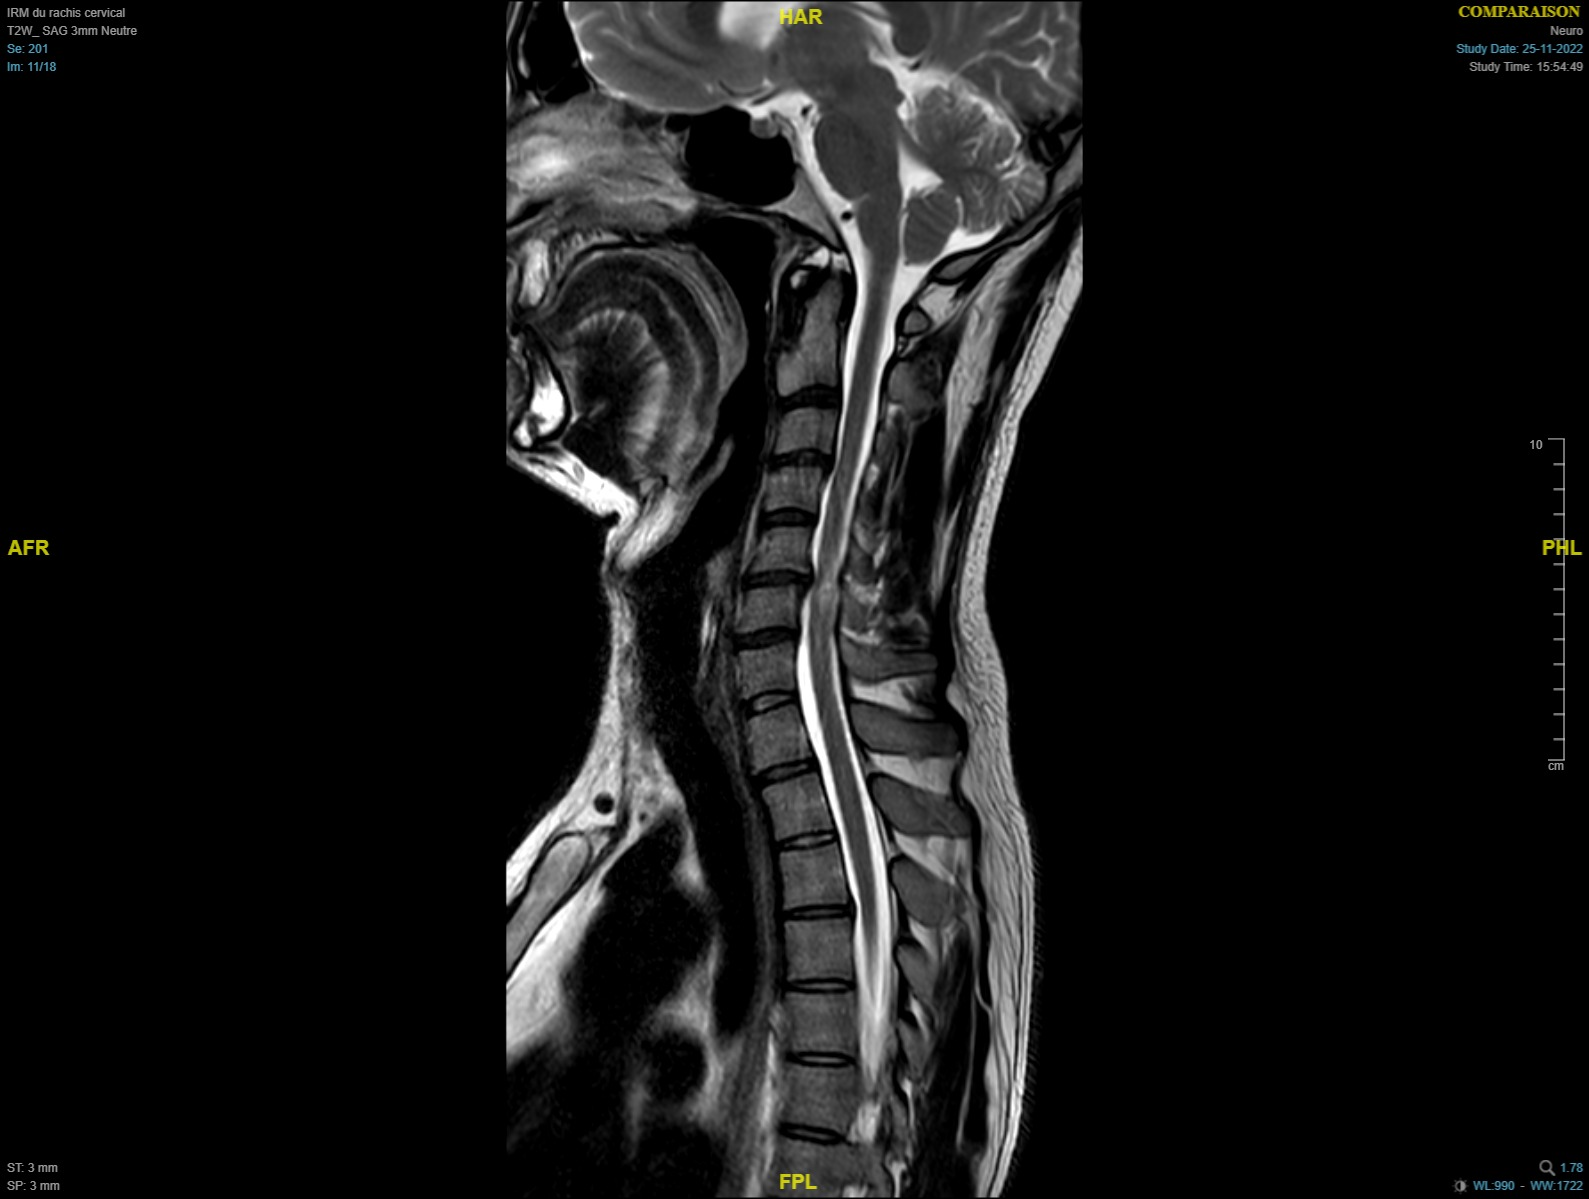 IRM du rachis cervical
T2W_ SAG 3mm Neutre
Se: 201
Im: 11/18
HAR
COMPARAISON
Neuro
Study Date: 25-11-2022
Study Time: 15:54:49
10
AFR
PHL
cm
ST: 3 mm
SP: 3 mm
FPL
1.78
WL:990 - WW:1722